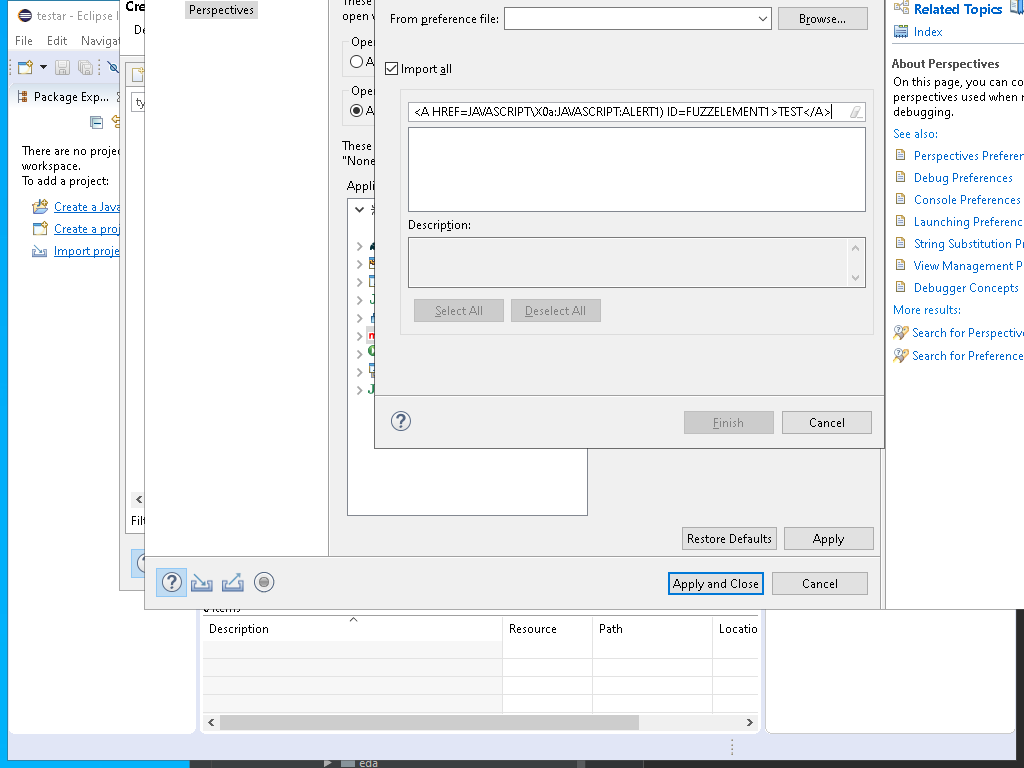 testar - Eclipse I
File Edit Navigat
Package Exp...
There are no projec
workspace.
To add a project:
Create a Java
Create a proj
Import proje
Cre
De
ty
Filt
Perspectives
These
open
Open
A
Open
A
These
"None
Appli
From preference file:
Browse...
Import all
<A HREF=JAVASCRIPT\X0a:JAVASCRIPT:ALERT1) ID=FUZZELEMENT1>TEST</A>
Description:
Select All
Deselect All
Finish
Cancel
Restore Defaults
Apply
Apply and Close
Cancel
Related Topics
Index
About Perspectives
On this page, you can co
perspectives used when r
debugging.
See also:
Perspectives Preferen
Debug Preferences
Console Preferences
Launching Preferenc
String Substitution Pr
View Management P
Debugger Concepts
More results:
Search for Perspective
Search for Preference
items
Description
Resource
Path
Locatio
eda